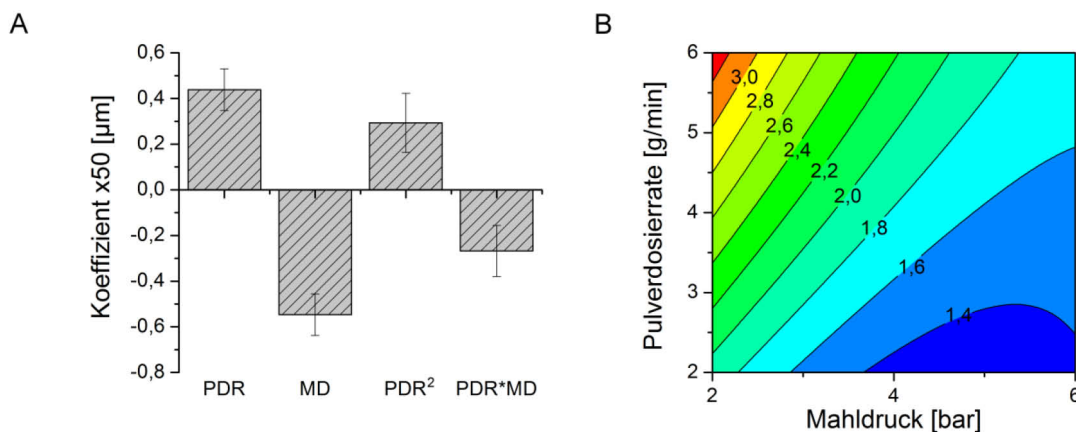 A
Koeffizient x50 [µm]
0,6
0,4
0,2
0,0
-0,2
-0,4
-0,6
-0,8
PDR
MD
PDR²
PDR*MD
B
Pulverdosierrate [g/min]
6
5
4
3
2
3,0
2,8
2,6
2,4
2,2
2,0
1,8
1,6
1,4
2
4
6
Mahldruck [bar]